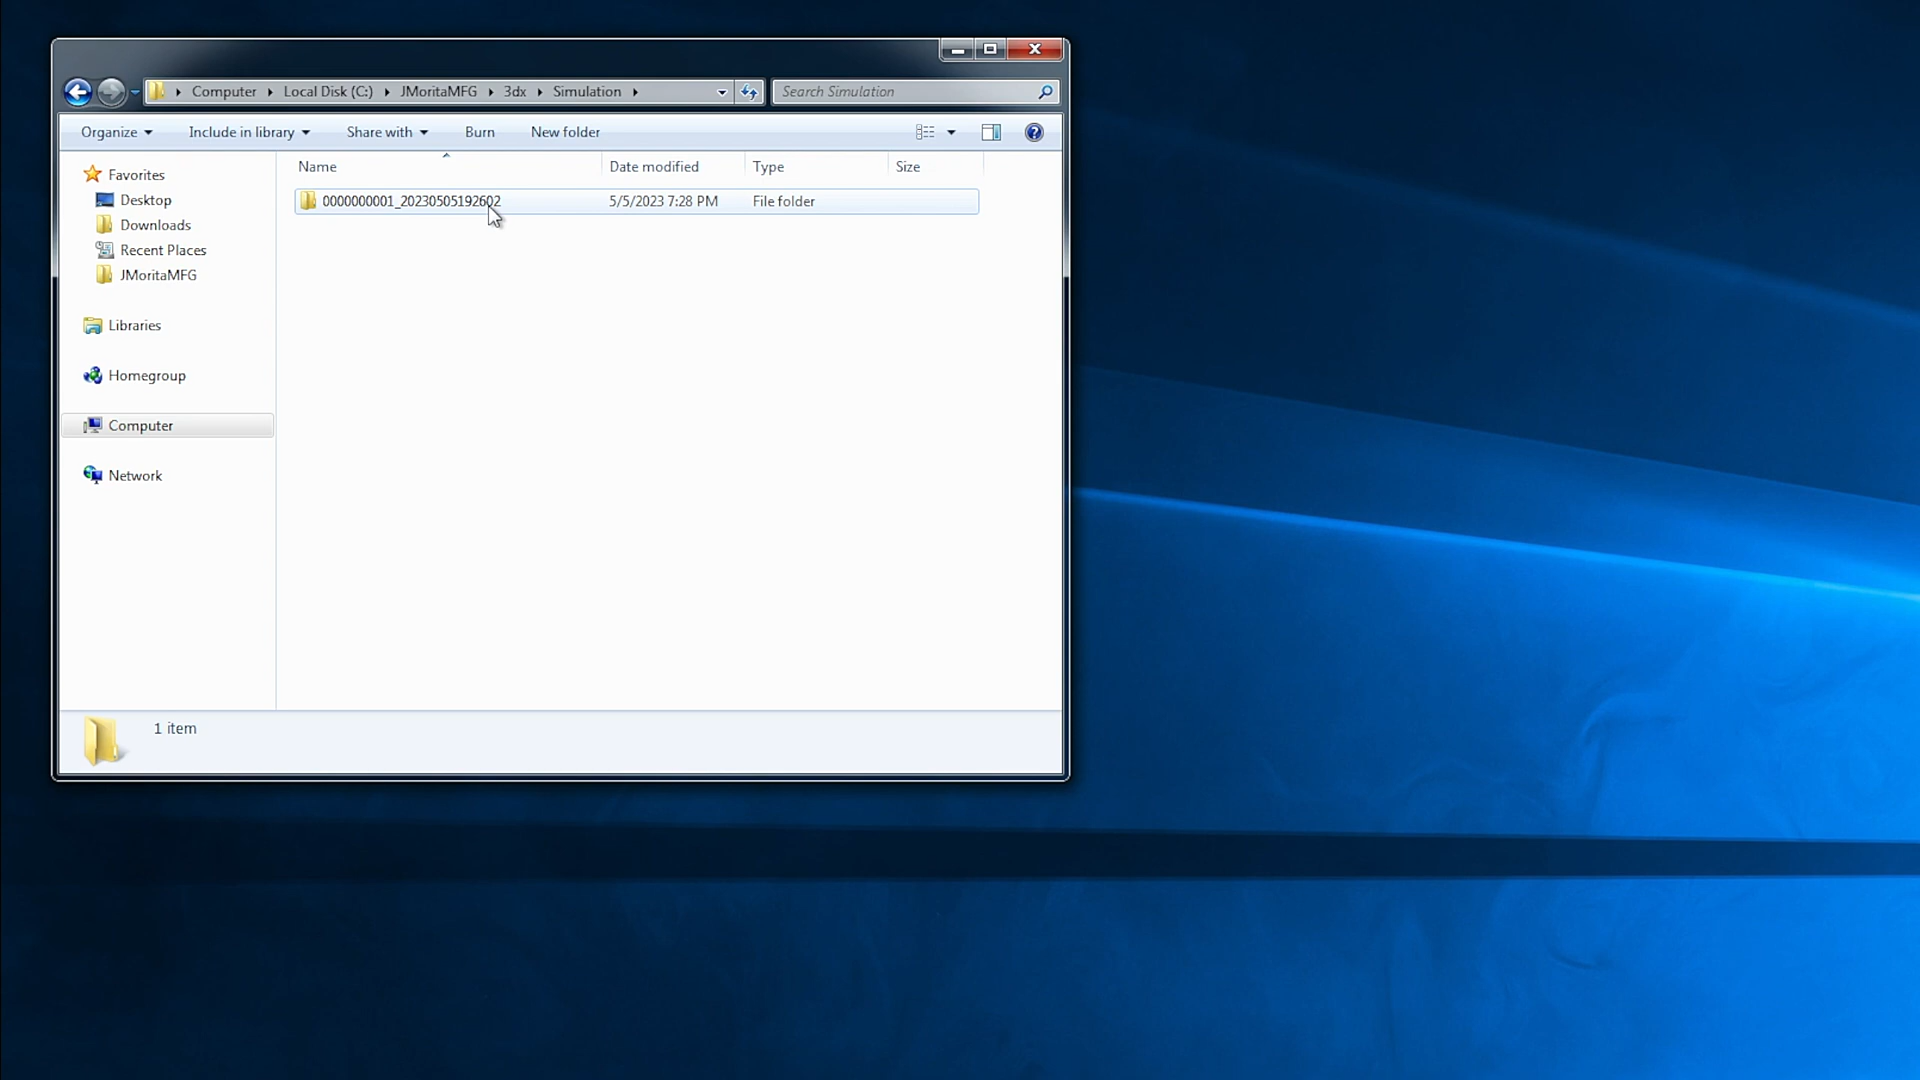 Computer Local Disk (C:) JMoritaMFG 3dx Simulation
Search Simulation
Organize Include in library Share with Burn New folder
Name Date modified Type Size
0000000001_20230505192602 5/5/2023 7:28 PM File folder
Favorites
Desktop
Downloads
Recent Places
JMoritaMFG
Libraries
Homegroup
Computer
Network
1 item